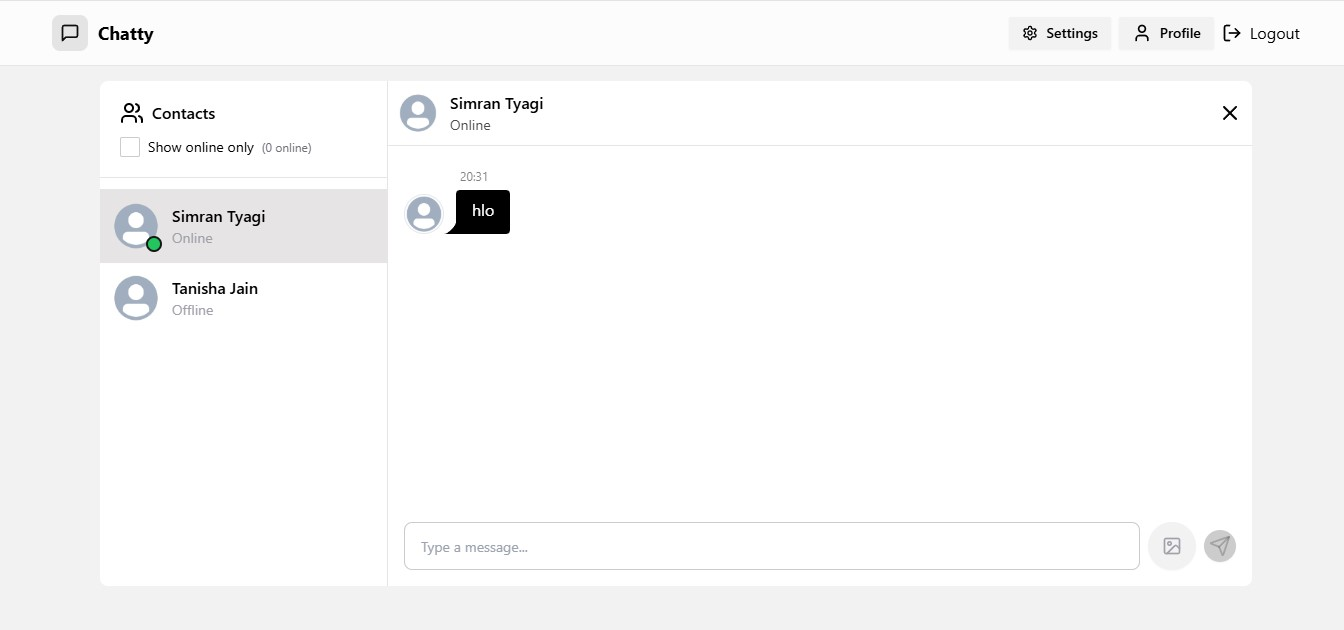 Chatty
Settings
Profile
Logout
Contacts
Show online only (0 online)
Simran Tyagi
Online
Tanisha Jain
Offline
Simran Tyagi
Online
20:31
hlo
Type a message...